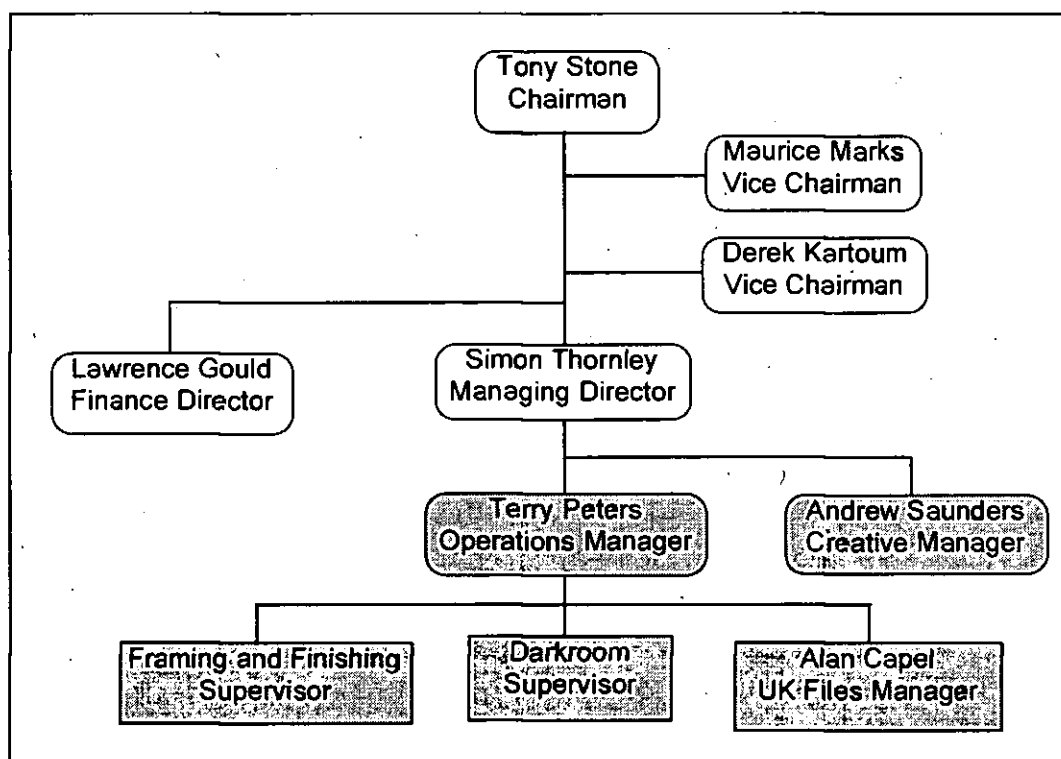 Tony Stone
Chairman
Maurice Marks
Vice Chairman
Derek Kartoum
Vice Chairman
Lawrence Gould
Finance Director
Simon Thornley
Managing Director
Terry Peters
Operations Manager
Andrew Saunders
Creative Manager
Framing and Finishing
Supervisor
Darkroom
Supervisor
Alan Capel
UK Files Manager